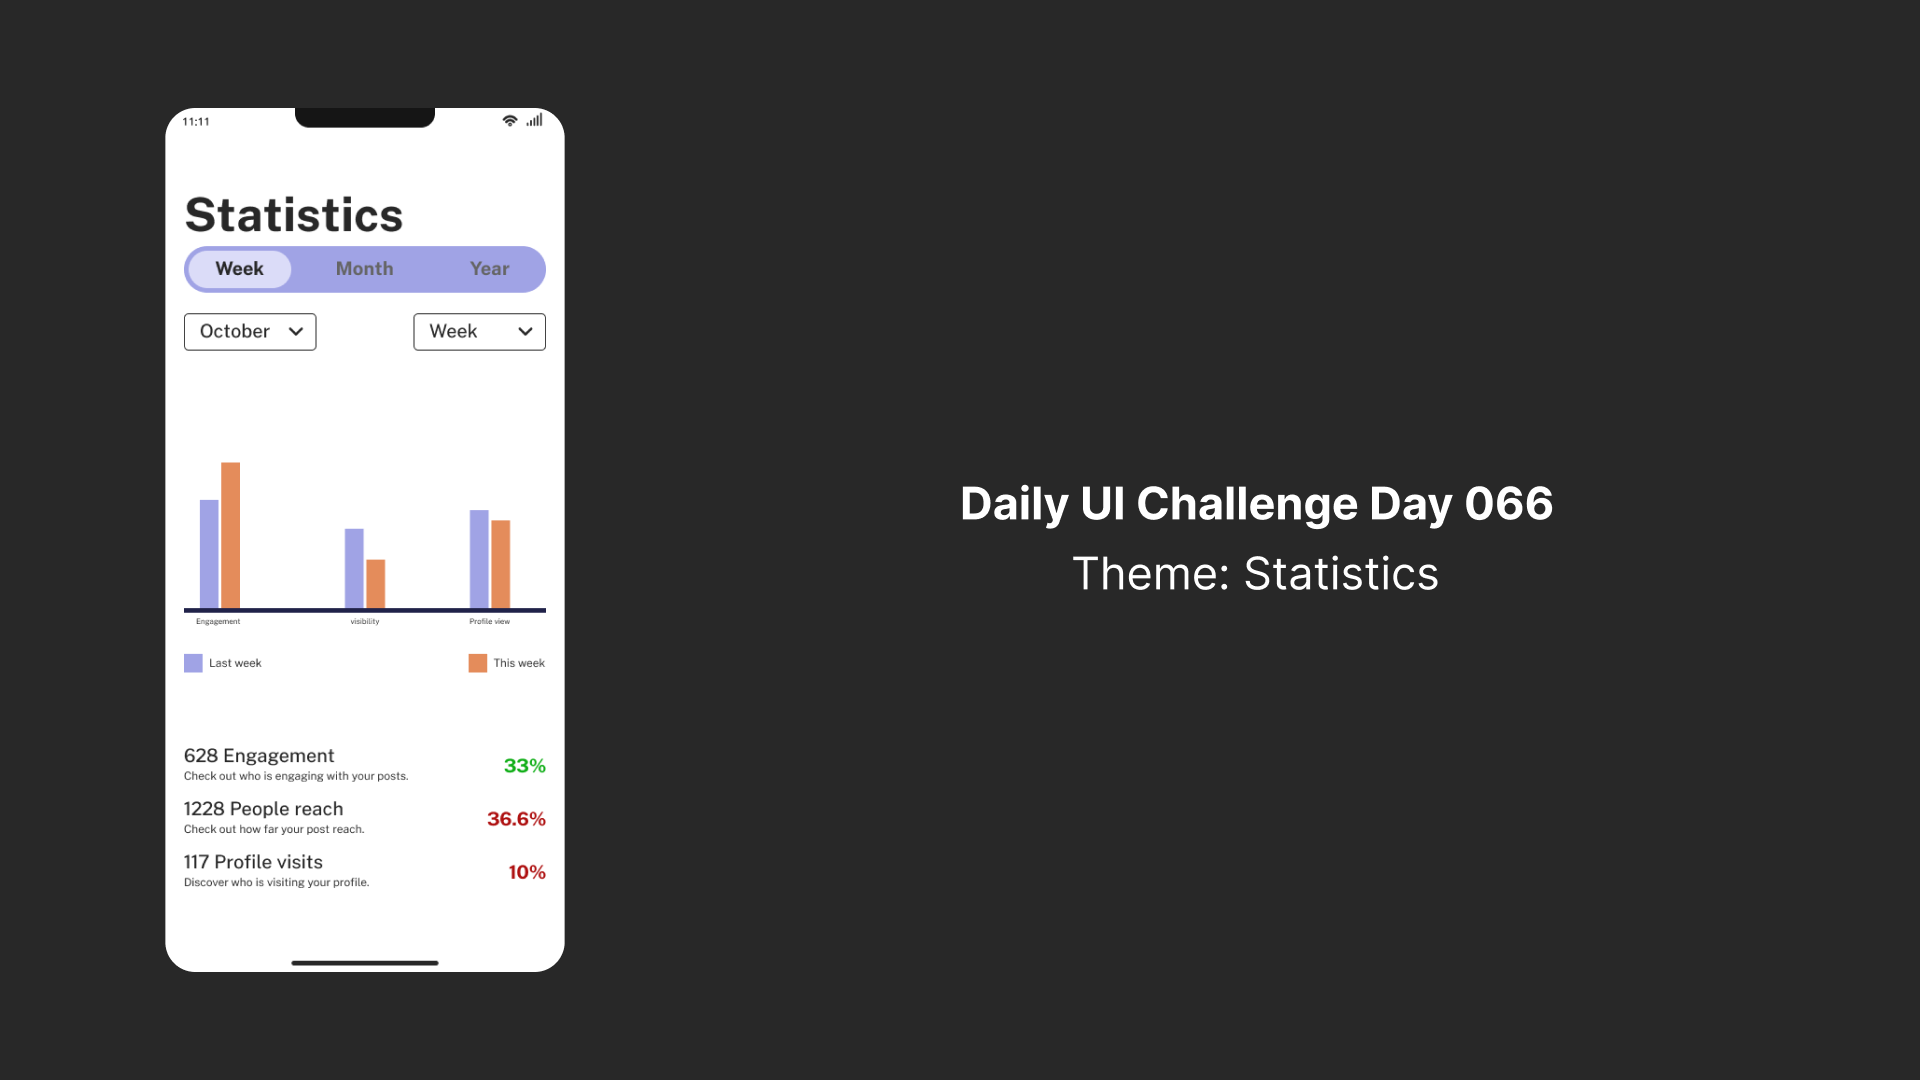 11:11
Statistics
Week Month Year
October Week
Engagement visibility Profile view
Last week This week
628 Engagement
Check out who is engaging with your posts.
33%
1228 People reach
Check out how far your post reach.
36.6%
117 Profile visits
Discover who is visiting your profile.
10%
Daily UI Challenge Day 066
Theme: Statistics